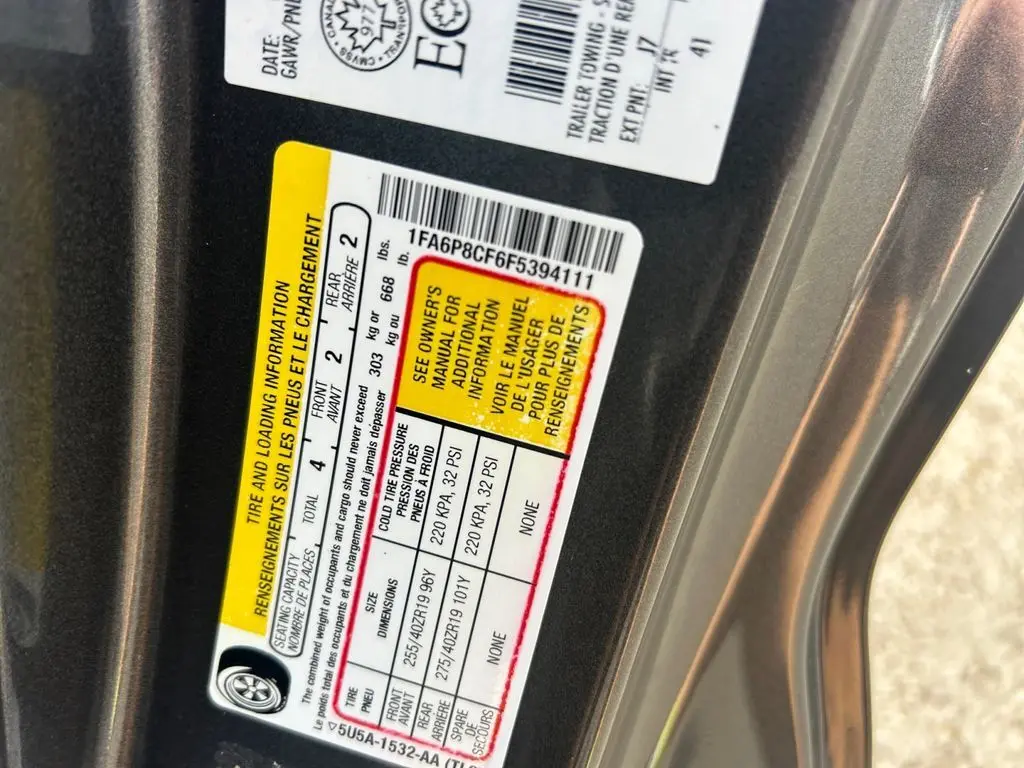 DATE:
GAWR/PNB
CMVSS • CANADA
977
EC
TRAILER TOWING - S
TRACTION D'UNE RE
EXT PNT: 17
INT TR 41
TIRE AND LOADING INFORMATION
RENSEIGNEMENTS SUR LES PNEUS ET LE CHARGEMENT
SEATING CAPACITY TOTAL 4 FRONT 2 REAR 2
NOMBRE DE PLACES AVANT ARRIÈRE
The combined weight of occupants and cargo should never exceed 303 kg or 668 lbs.
Le poids total des occupants et du chargement ne doit jamais dépasser kg ou lb.
1FA6P8CF6F5394111
TIRE SIZE COLD TIRE PRESSURE
PNEU DIMENSIONS PRESSION DES
PNEUS À FROID
FRONT 255/40ZR19 96Y 220 KPA, 32 PSI
AVANT
REAR 275/40ZR19 101Y 220 KPA, 32 PSI
ARRIÈRE
SPARE NONE NONE
DE
SECOURS
SEE OWNER'S
MANUAL FOR
ADDITIONAL
INFORMATION
VOIR LE MANUEL
DE L'USAGER
POUR PLUS DE
RENSEIGNEMENTS
5U5A-1532-AA